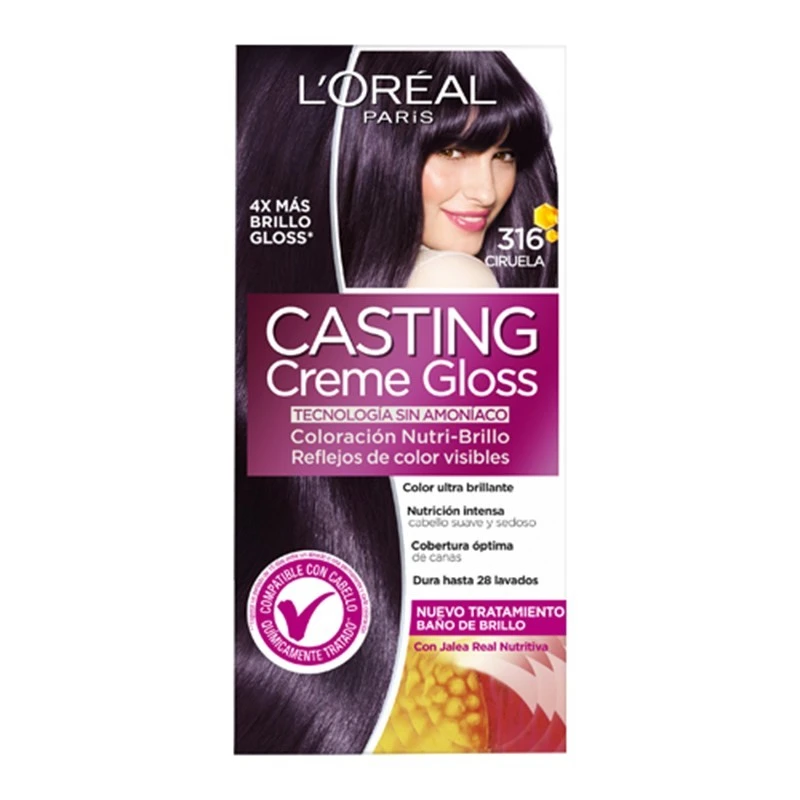 L'ORÉAL
PARiS
4X MÁS
BRILLO
GLOSS*
316
CIRUELA
CASTING
Creme Gloss
TECNOLOGÍA SIN AMONÍACO
Coloración Nutri-Brillo
Reflejos de color visibles
Color ultra brillante
Nutrición intensa
cabello suave y sedoso
Cobertura óptima
de canas
Dura hasta 28 lavados
COMPATIBLE CON CABELLO
QUÍMICAMENTE TRATADO
NUEVO TRATAMIENTO
BAÑO DE BRILLO
Con Jalea Real Nutritiva